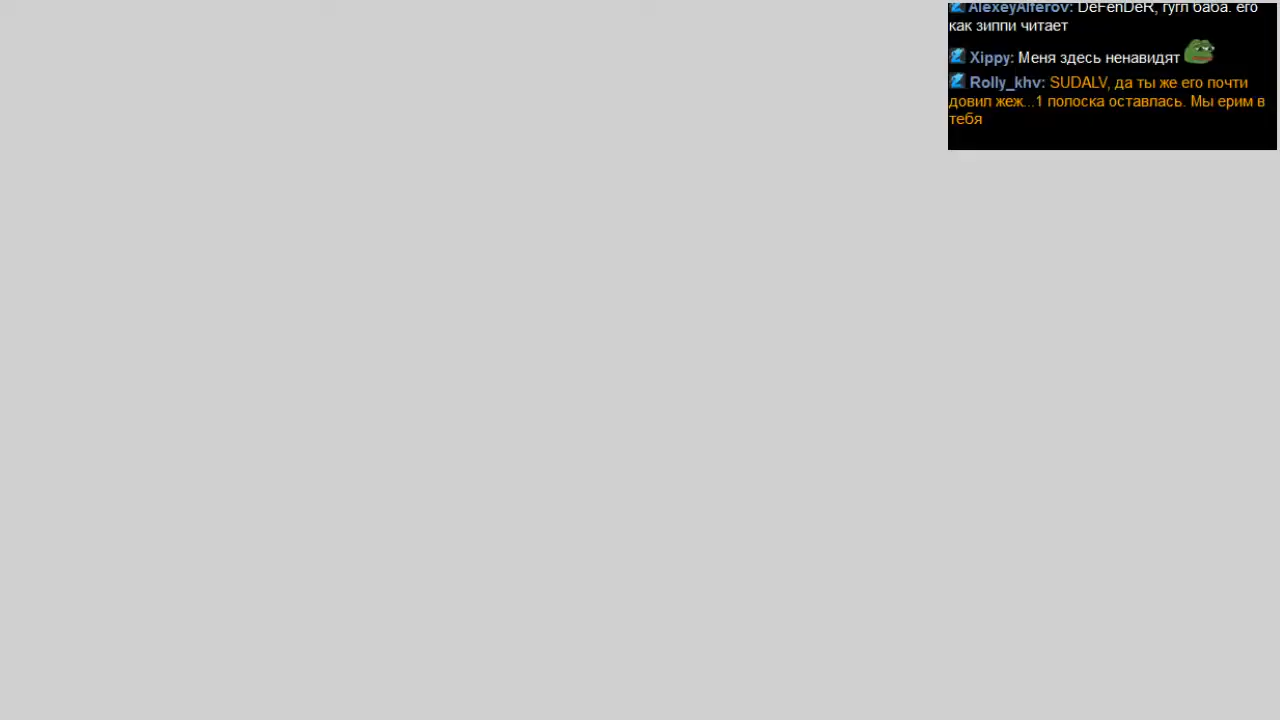 AlexeyAlferov: DeFenDeR, гугл баба. его
как зиппи читает
Xippy: Меня здесь ненавидят
Rolly_khv: SUDALV, да ты же его почти
довил жеж...1 полоска оставлась. Мы ерим в
тебя